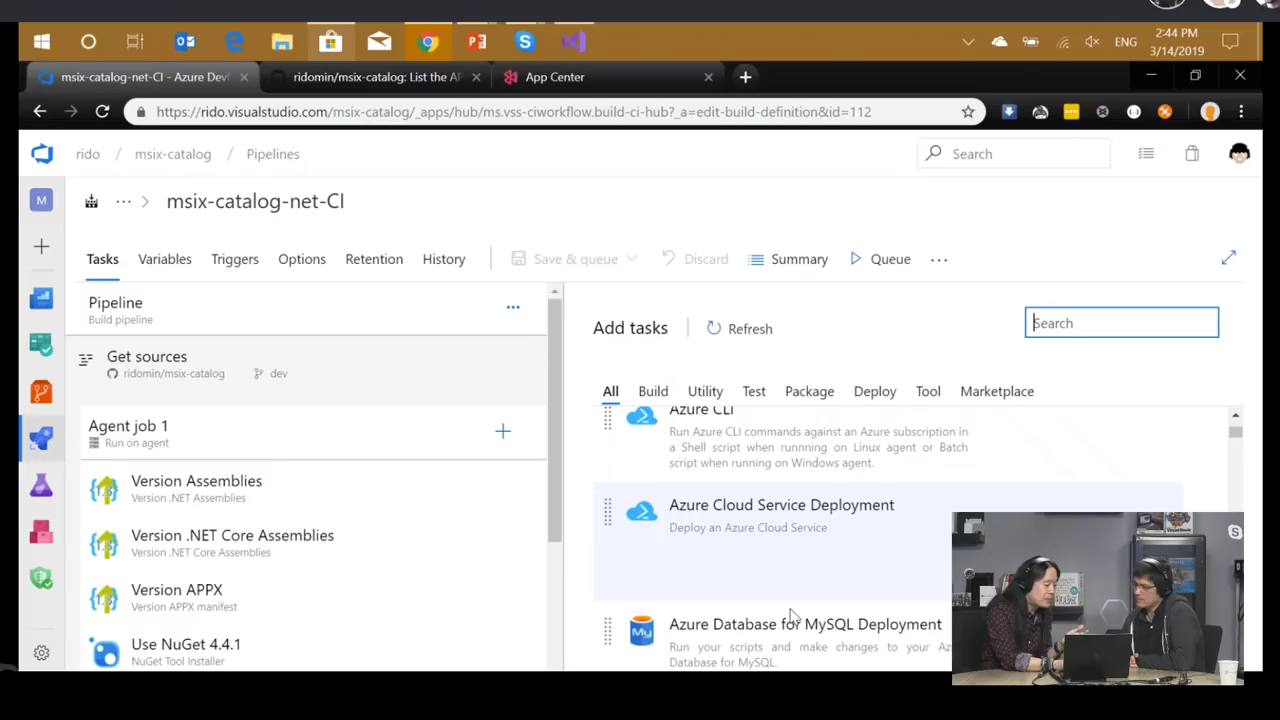 2:44 PM
ENG
3/14/2019
msix-catalog-net-CI - Azure Dev
ridomin/msix-catalog: List the AP
App Center
https://rido.visualstudio.com/msix-catalog/_apps/hub/ms.vss-ciworkflow.build-ci-hub?_a=edit-build-definition&id=112
rido / msix-catalog / Pipelines
Search
M
... > msix-catalog-net-CI
Tasks Variables Triggers Options Retention History Save & queue Discard Summary Queue ...
Pipeline
Build pipeline
Get sources
ridomin/msix-catalog dev
Agent job 1
Run on agent
Version Assemblies
Version .NET Assemblies
Version .NET Core Assemblies
Version .NET Core Assemblies
Version APPX
Version APPX manifest
Use NuGet 4.4.1
NuGet Tool Installer
Add tasks Refresh
Search
All Build Utility Test Package Deploy Tool Marketplace
Azure CLI
Run Azure CLI commands against an Azure subscription in
a Shell script when runnning on Linux agent or Batch
script when running on Windows agent.
Azure Cloud Service Deployment
Deploy an Azure Cloud Service
My
Azure Database for MySQL Deployment
Run your scripts and make changes to your Az
Database for MySQL.